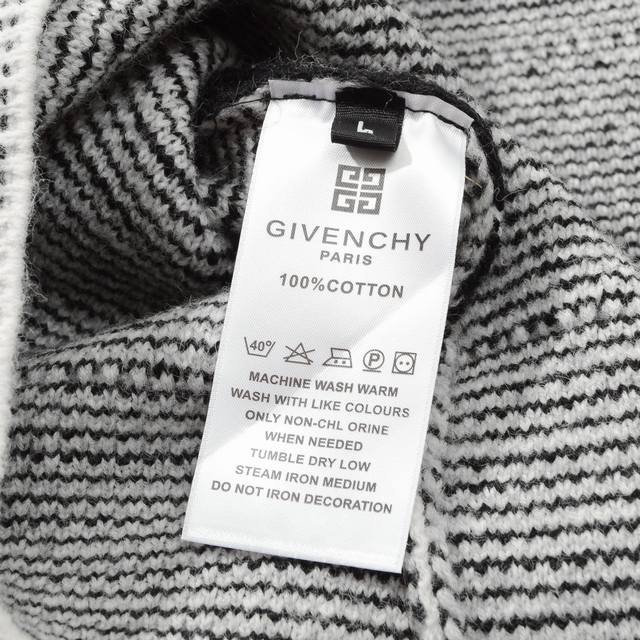 L
GIVENCHY
PARIS
100%COTTON
40°
P
MACHINE WASH WARM
WASH WITH LIKE COLOURS
ONLY NON-CHL ORINE
WHEN NEEDED
TUMBLE DRY LOW
STEAM IRON MEDIUM
DO NOT IRON DECORATION